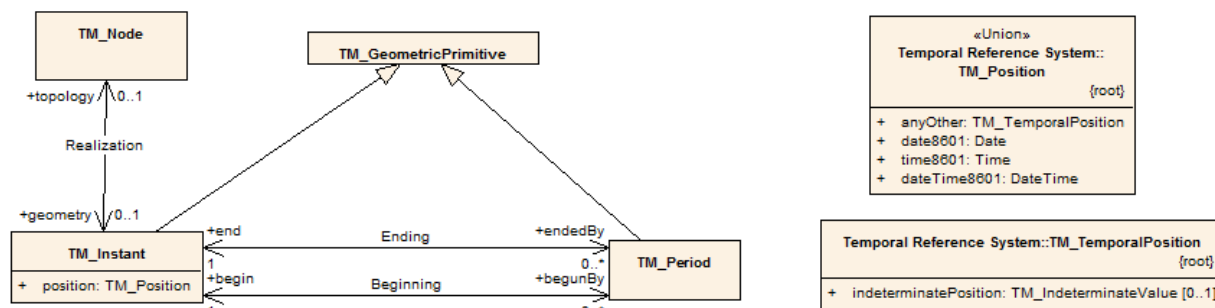 TM_Node
TM_GeometricPrimitive
«Union»
Temporal Reference System::
TM_Position
{root}
+ anyOther: TM_TemporalPosition
+ date8601: Date
+ time8601: Time
+ dateTime8601: DateTime
+topology 0..1
Realization
+geometry 0..1
TM_Instant
+ position: TM_Position
+end Ending +endedBy
1 0..*
+begin Beginning +begunBy
TM_Period
Temporal Reference System::TM_TemporalPosition
{root}
+ indeterminatePosition: TM_IndeterminateValue [0..1]